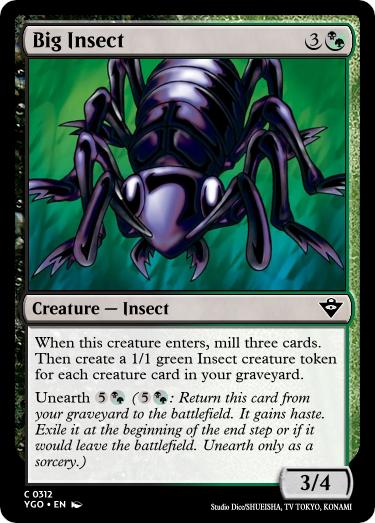 Big Insect 3
Creature — Insect
When this creature enters, mill three cards.
Then create a 1/1 green Insect creature token
for each creature card in your graveyard.
Unearth 5 (5: Return this card from
your graveyard to the battlefield. It gains haste.
Exile it at the beginning of the end step or if it
would leave the battlefield. Unearth only as a
sorcery.)
3/4
C 0312
YGO • EN
Studio Dice/SHUEISHA, TV TOKYO, KONAMI